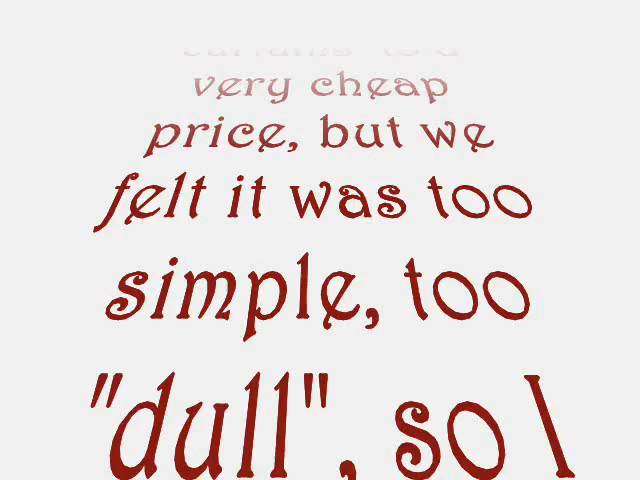 very cheap
price, but we
felt it was too
simple, too
"dull", so I